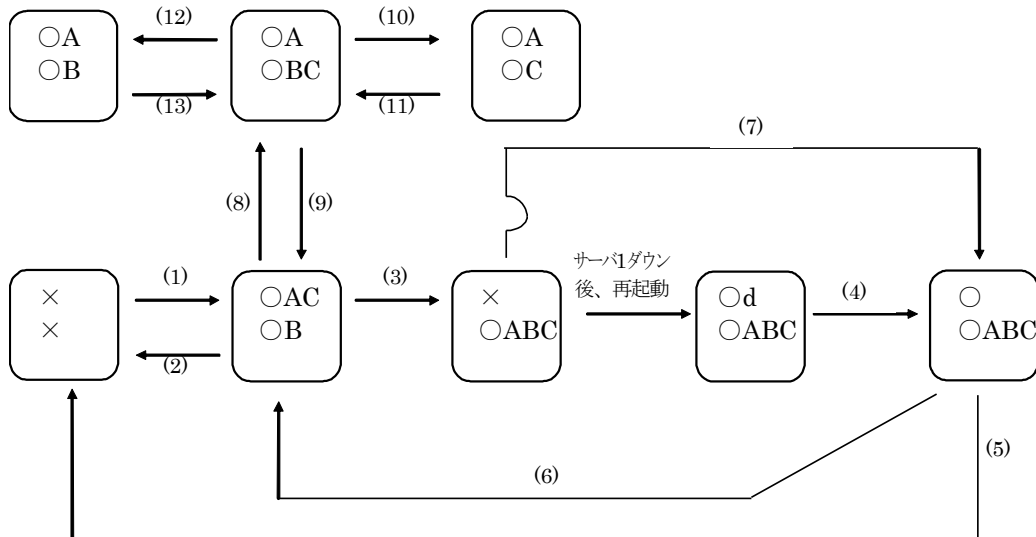 (12)
(10)
○A
○B
○A
○BC
○A
○C
(13)
(11)
(7)
(8)
(9)
サーバ1ダウン
後、再起動
(1)
(3)
(4)
×
×
○AC
○B
×
○ABC
○d
○ABC
○
○ABC
(2)
(6)
(5)